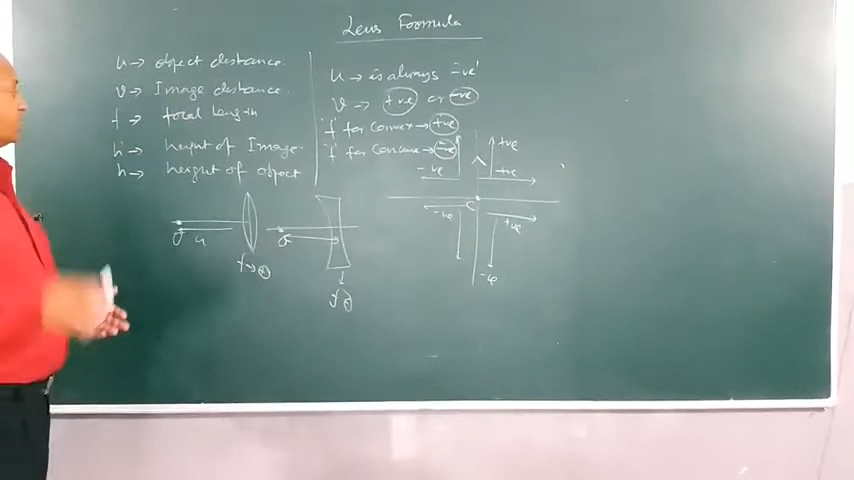 Lens Formula
u → object distance.
v → Image distance.
f → focal length
h' → height of Image.
h → height of object
u → is always -ve'
v → +ve or -ve
'f' for Convex → +ve
'f' for Concave → -ve
+ve
-ve +ve
C
-ve +ve
-ve
O u
f → +
O
f -